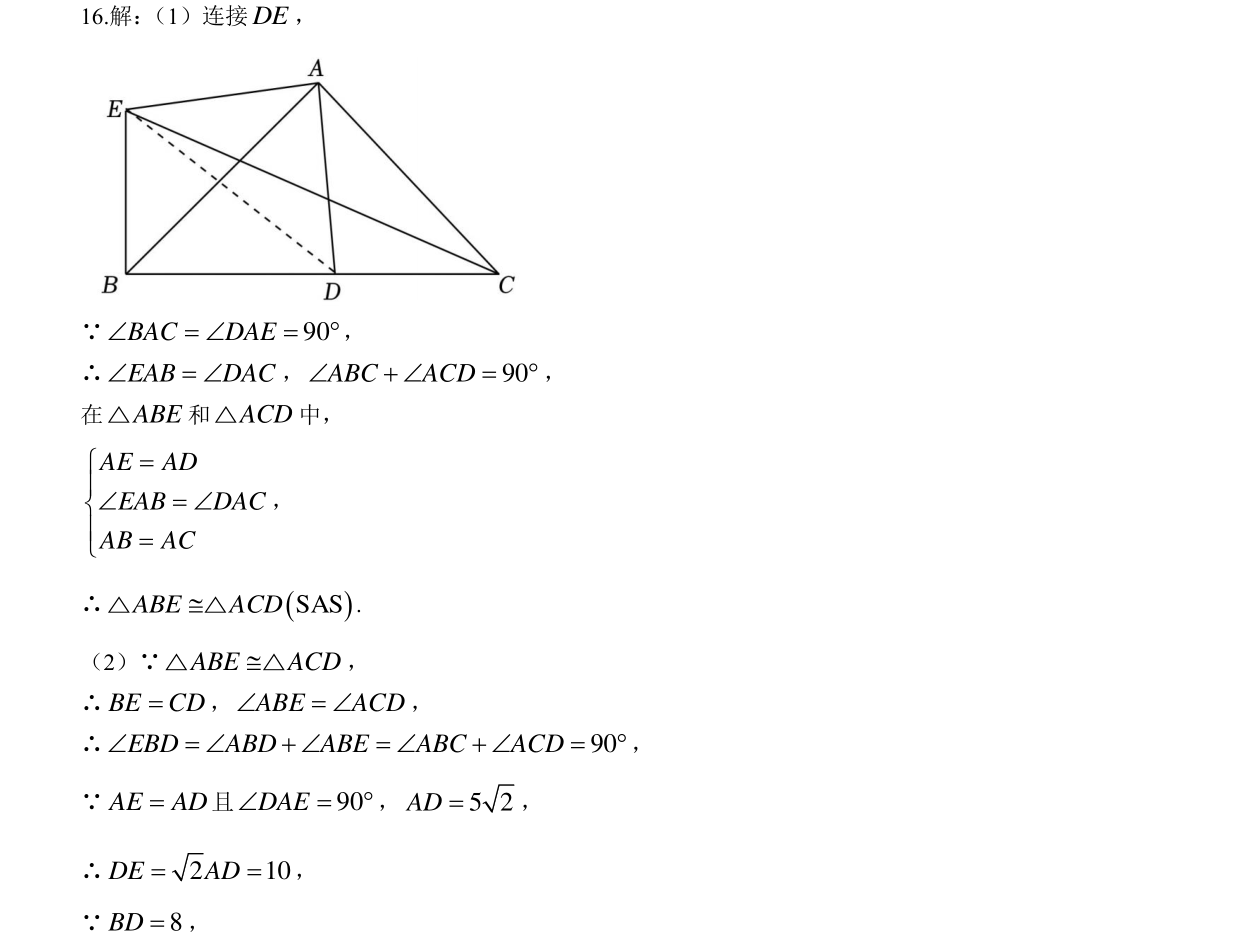 16.解：（1）连接DE，
A
E
B
D
C
∵∠BAC=∠DAE=90°，
∴∠EAB=∠DAC，∠ABC+∠ACD=90°，
在△ABE和△ACD中，
AE=AD
∠EAB=∠DAC，
AB=AC
∴△ABE≅△ACD(SAS).
（2）∵△ABE≅△ACD，
∴BE=CD，∠ABE=∠ACD，
∴∠EBD=∠ABD+∠ABE=∠ABC+∠ACD=90°，
∵AE=AD且∠DAE=90°，AD=5√2，
∴DE=√2AD=10，
∵BD=8，